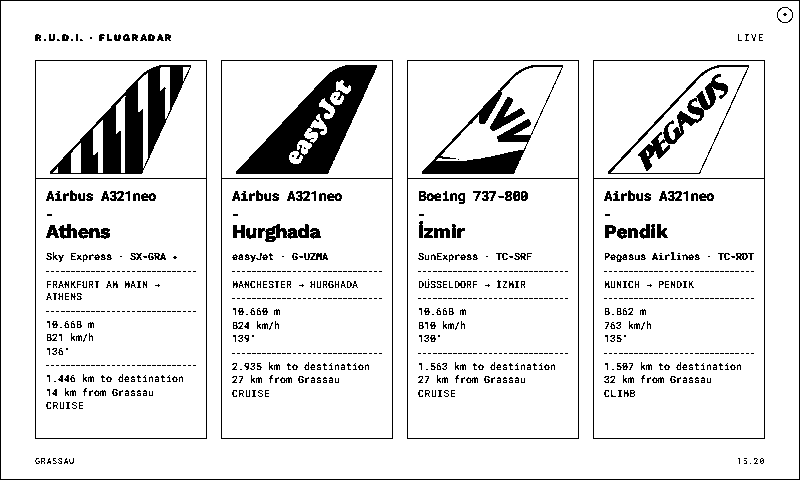 R.U.D.I. · FLUGRADAR
LIVE
easyJet
PEGASUS
Airbus A321neo
–
Athens
Sky Express · SX-GRA ✦
FRANKFURT AM MAIN →
ATHENS
10.668 m
821 km/h
136°
1.446 km to destination
14 km from Grassau
CRUISE
Airbus A321neo
–
Hurghada
easyJet · G-UZMA
MANCHESTER → HURGHADA
10.660 m
824 km/h
139°
2.935 km to destination
27 km from Grassau
CRUISE
Boeing 737-800
–
İzmir
SunExpress · TC-SRF
DÜSSELDORF → İZMIR
10.668 m
810 km/h
130°
1.563 km to destination
27 km from Grassau
CRUISE
Airbus A321neo
–
Pendik
Pegasus Airlines · TC-RDT
MUNICH → PENDIK
8.862 m
763 km/h
135°
1.507 km to destination
32 km from Grassau
CLIMB
GRASSAU
15.20